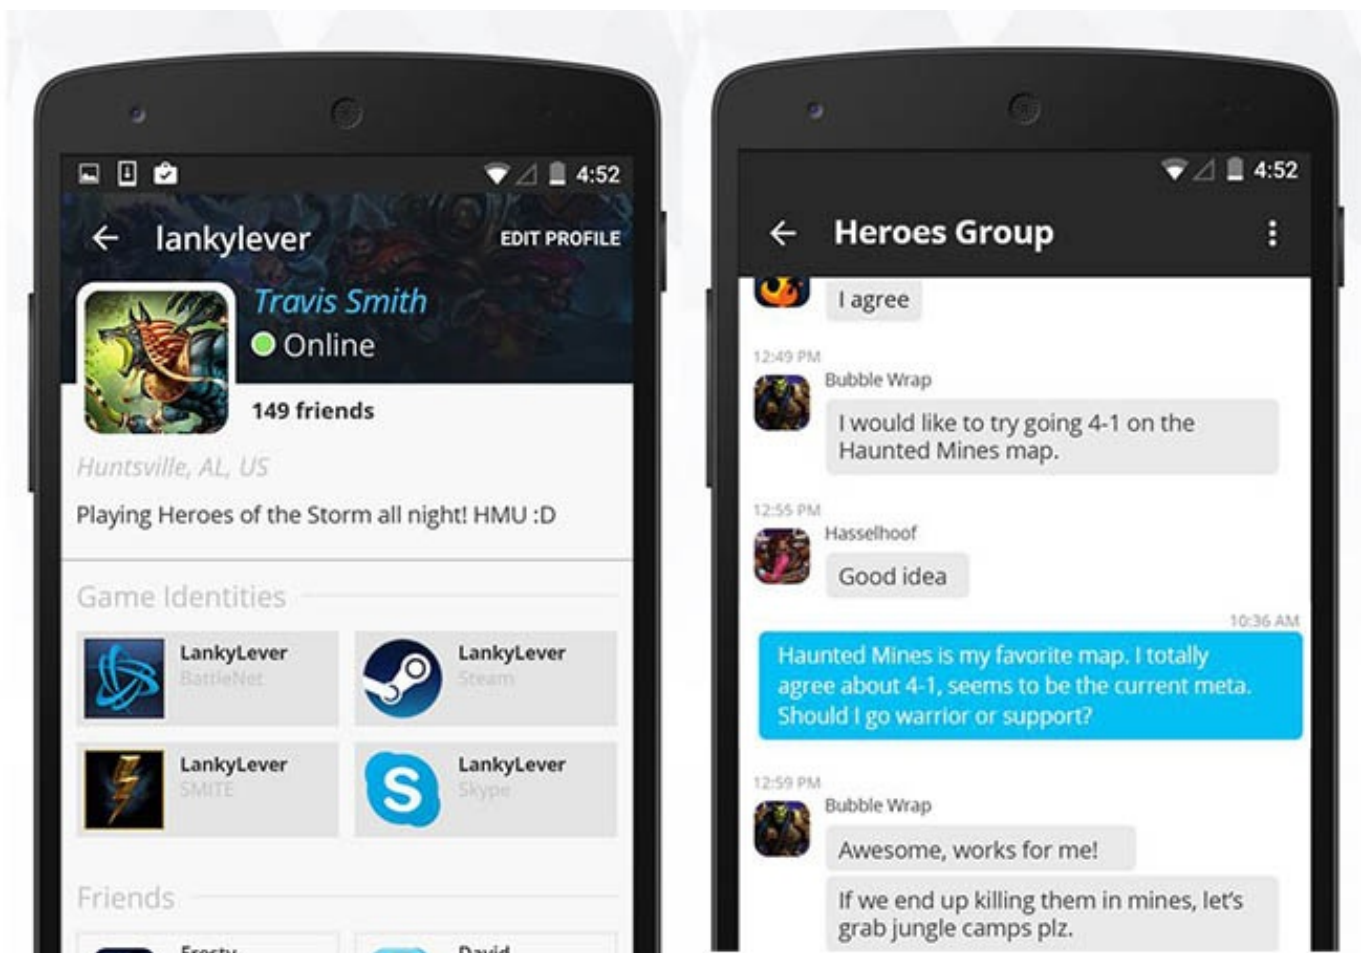 4:52
lankylever
EDIT PROFILE
Travis Smith
Online
149 friends
Huntsville, AL, US
Playing Heroes of the Storm all night! HMU :D
Game Identities
LankyLever
BattleNet
LankyLever
Steam
LankyLever
SMITE
LankyLever
Skype
Friends
Frosty
David
4:52
Heroes Group
I agree
12:49 PM
Bubble Wrap
I would like to try going 4-1 on the
Haunted Mines map.
12:55 PM
Hasselhoof
Good idea
10:36 AM
Haunted Mines is my favorite map. I totally
agree about 4-1, seems to be the current meta.
Should I go warrior or support?
12:59 PM
Bubble Wrap
Awesome, works for me!
If we end up killing them in mines, let's
grab jungle camps plz.